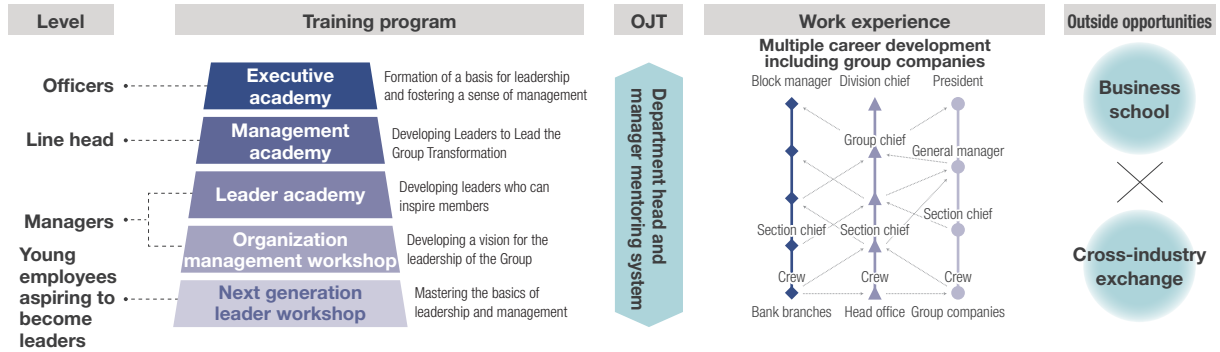 Level
Training program
OJT
Work experience
Outside opportunities
Officers
Line head
Managers
Young
employees
aspiring to
become
leaders
Executive
academy
Formation of a basis for leadership
and fostering a sense of management
Management
academy
Developing Leaders to Lead the
Group Transformation
Leader academy
Developing leaders who can
inspire members
Organization
management workshop
Developing a vision for the
leadership of the Group
Next generation
leader workshop
Mastering the basics of
leadership and management
Department head and
manager mentoring system
Multiple career development
including group companies
Block manager
Division chief
President
Group chief
General manager
Section chief
Section chief
Section chief
Crew
Crew
Crew
Bank branches
Head office
Group companies
Business
school
Cross-industry
exchange